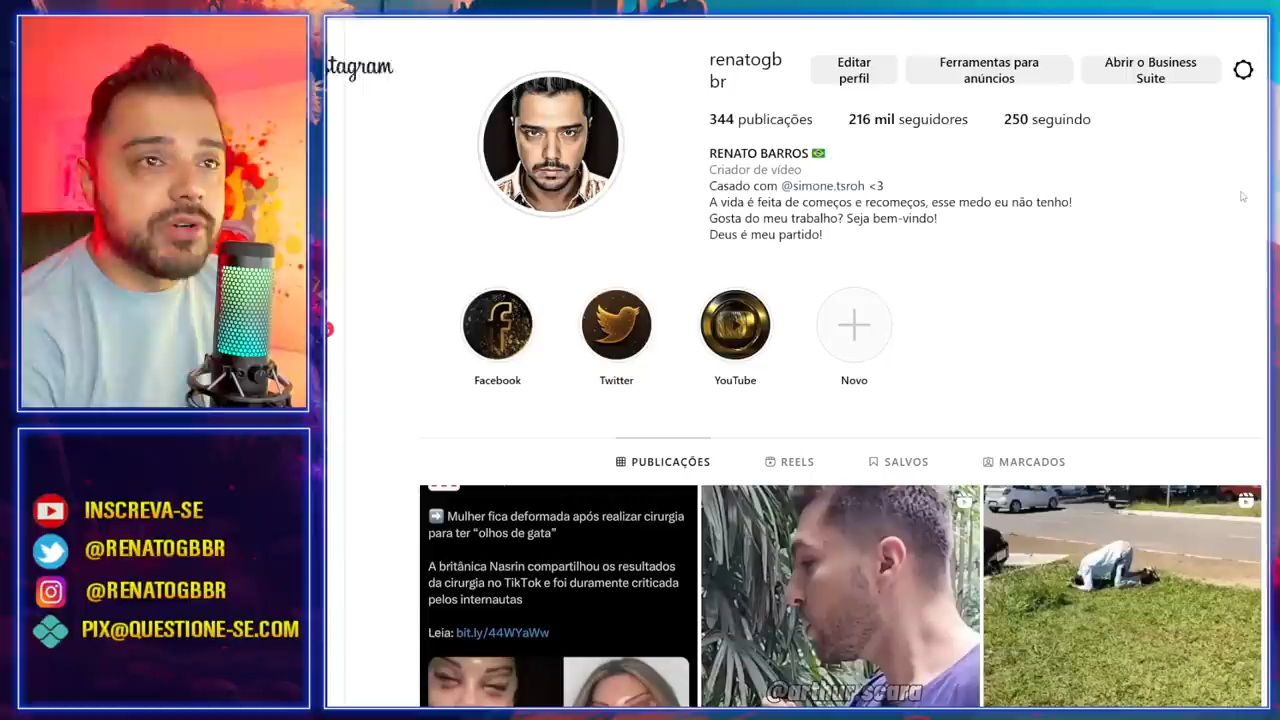 stagram
renatogb
br
Editar
perfil
Ferramentas para
anúncios
Abrir o Business
Suite
344 publicações
216 mil seguidores
250 seguindo
RENATO BARROS
Criador de vídeo
Casado com @simone.tsroh <3
A vida é feita de começos e recomeços, esse medo eu não tenho!
Gosta do meu trabalho? Seja bem-vindo!
Deus é meu partido!
Facebook
Twitter
YouTube
Novo
PUBLICAÇÕES
REELS
SALVOS
MARCADOS
Mulher fica deformada após realizar cirurgia
para ter “olhos de gata”
A britânica Nasrin compartilhou os resultados
da cirurgia no TikTok e foi duramente criticada
pelos internautas
Leia: bit.ly/44WYaWw
@arthur.scara
INSCREVA-SE
@RENATOGBBR
@RENATOGBBR
PIX@QUESTIONE-SE.COM